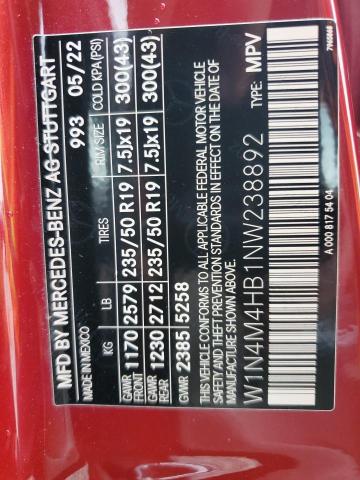 MFD BY MERCEDES-BENZ AG STUTTGART
MADE IN MEXICO 993 05/22
KG LB TIRES RIM SIZE COLD KPA(PSI)
GAWR FRONT 1170 2579 235/50 R19 7.5Jx19 300(43)
GAWR REAR 1230 2712 235/50 R19 7.5Jx19 300(43)
GVWR 2385 5258
THIS VEHICLE CONFORMS TO ALL APPLICABLE FEDERAL MOTOR VEHICLE
SAFETY AND THEFT PREVENTION STANDARDS IN EFFECT ON THE DATE OF
MANUFACTURE SHOWN ABOVE.
W1N4M4HB1NW238892 TYPE: MPV
A 000 817 54 04